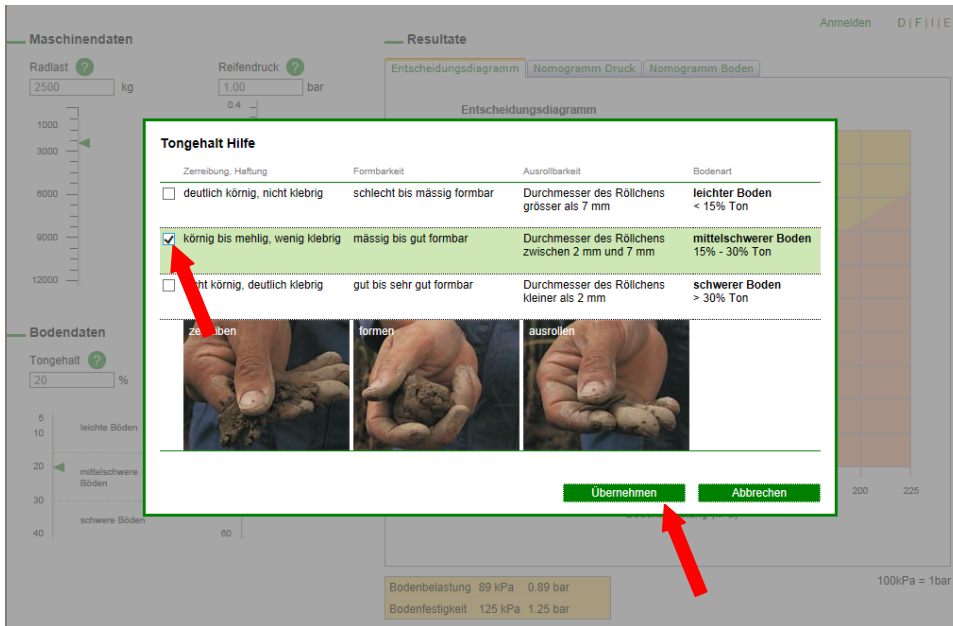 Anmelden D | F | I | E
Maschinendaten
Radlast ?
2500 kg
1000
3000
6000
9000
12000
Reifendruck ?
1.00 bar
0.4
Resultate
Entscheidungsdiagramm Nomogramm Druck Nomogramm Boden
Entscheidungsdiagramm
Tongehalt Hilfe
Zerreibung, Haftung Formbarkeit Ausrollbarkeit Bodenart
deutlich körnig, nicht klebrig schlecht bis mässig formbar Durchmesser des Röllchens leichter Boden
grösser als 7 mm < 15% Ton
körnig bis mehlig, wenig klebrig mässig bis gut formbar Durchmesser des Röllchens mittelschwerer Boden
zwischen 2 mm und 7 mm 15% - 30% Ton
körnig, deutlich klebrig gut bis sehr gut formbar Durchmesser des Röllchens schwerer Boden
kleiner als 2 mm > 30% Ton
formen ausrollen
Übernehmen Abbrechen
Bodendaten
Tongehalt ?
20 %
5
10 leichte Böden
20 mittelschwere
Böden
30
schwere Böden
40
60
200 225
Bodenbelastung 89 kPa 0.89 bar
Bodenfestigkeit 125 kPa 1.25 bar
100kPa = 1bar